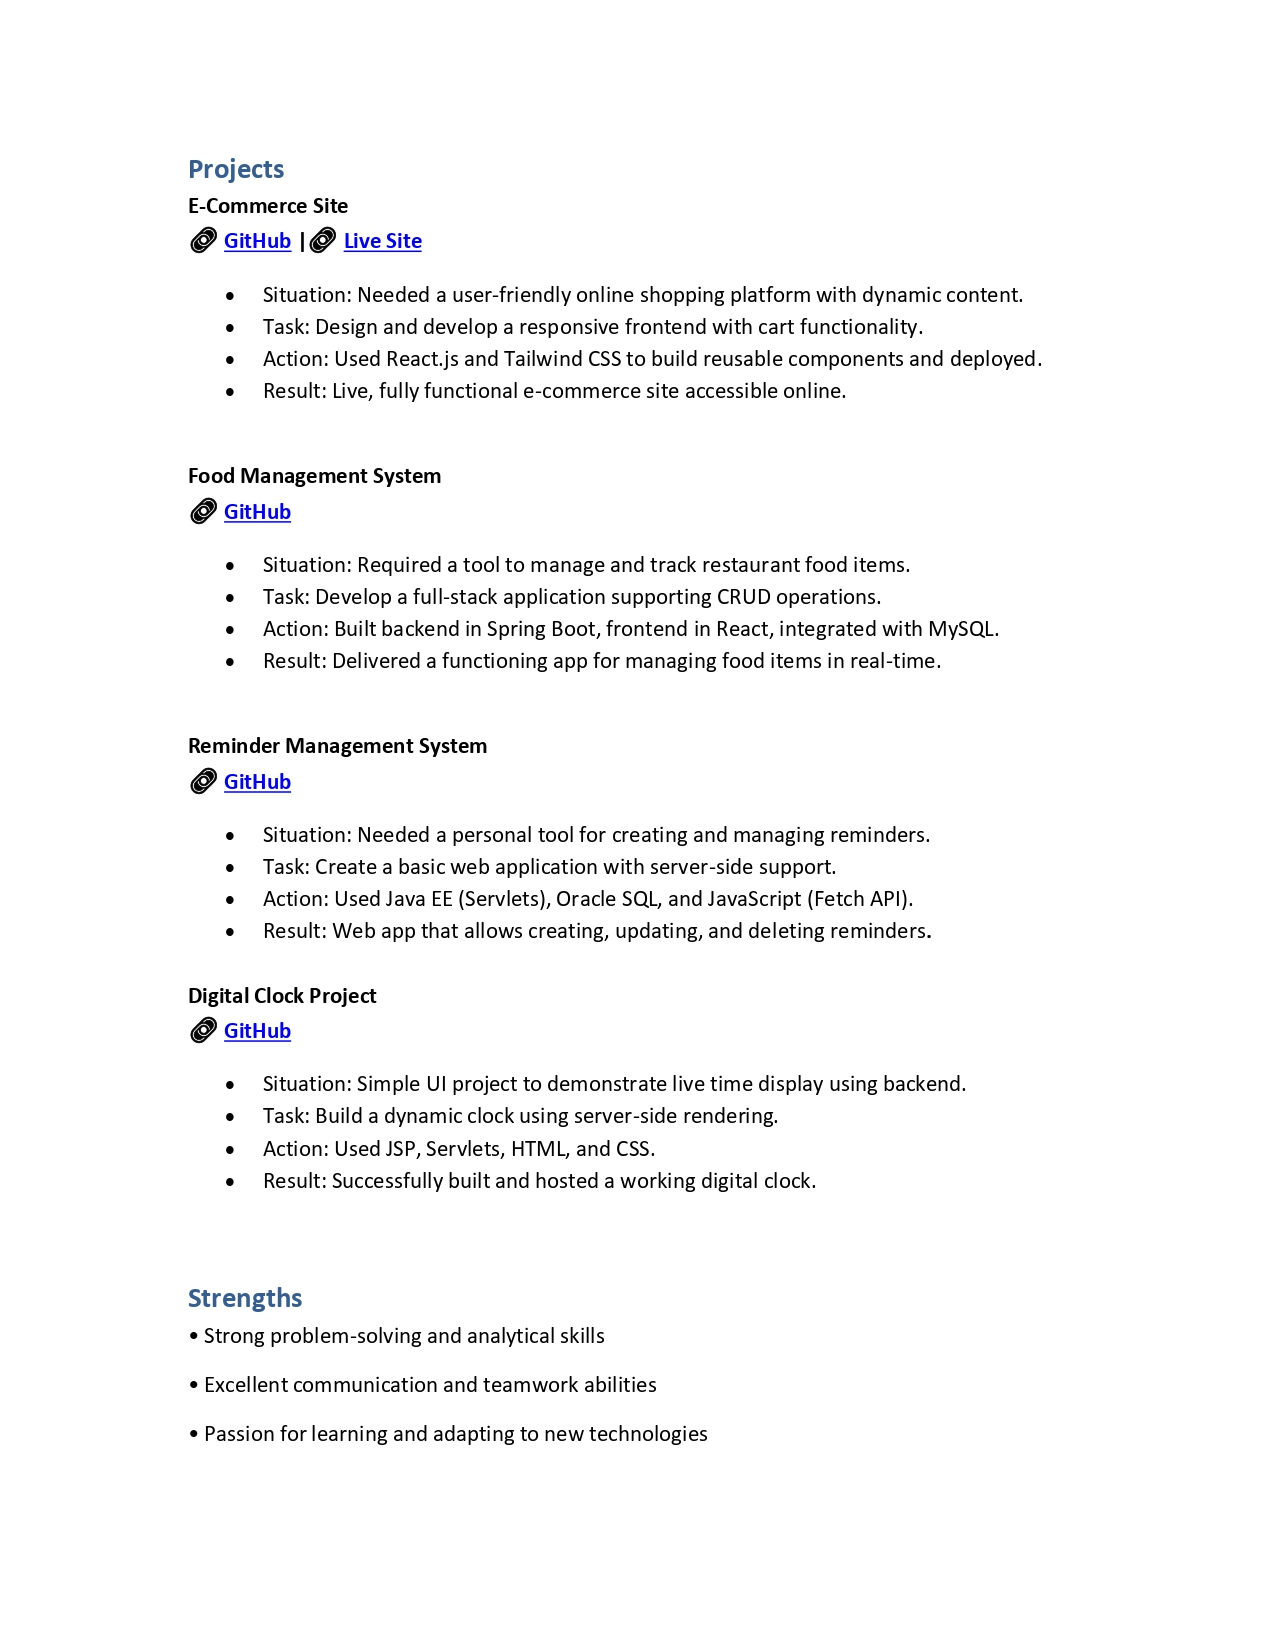 Projects
E-Commerce Site
🔗 GitHub | 🔗 Live Site
• Situation: Needed a user-friendly online shopping platform with dynamic content.
• Task: Design and develop a responsive frontend with cart functionality.
• Action: Used React.js and Tailwind CSS to build reusable components and deployed.
• Result: Live, fully functional e-commerce site accessible online.
Food Management System
🔗 GitHub
• Situation: Required a tool to manage and track restaurant food items.
• Task: Develop a full-stack application supporting CRUD operations.
• Action: Built backend in Spring Boot, frontend in React, integrated with MySQL.
• Result: Delivered a functioning app for managing food items in real-time.
Reminder Management System
🔗 GitHub
• Situation: Needed a personal tool for creating and managing reminders.
• Task: Create a basic web application with server-side support.
• Action: Used Java EE (Servlets), Oracle SQL, and JavaScript (Fetch API).
• Result: Web app that allows creating, updating, and deleting reminders.
Digital Clock Project
🔗 GitHub
• Situation: Simple UI project to demonstrate live time display using backend.
• Task: Build a dynamic clock using server-side rendering.
• Action: Used JSP, Servlets, HTML, and CSS.
• Result: Successfully built and hosted a working digital clock.
Strengths
• Strong problem-solving and analytical skills
• Excellent communication and teamwork abilities
• Passion for learning and adapting to new technologies